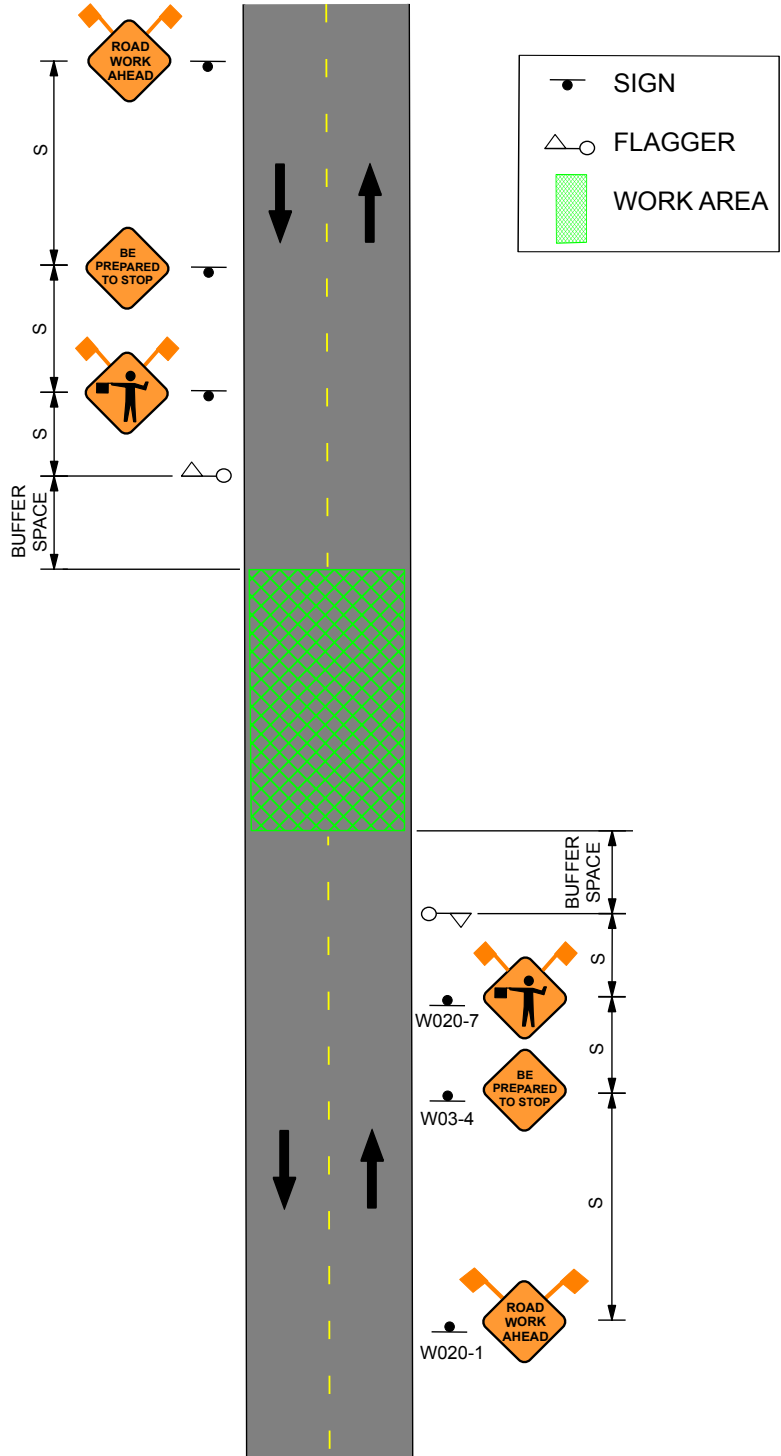 ROAD
WORK
AHEAD
S
BE
PREPARED
TO STOP
S
S
BUFFER
SPACE
SIGN
FLAGGER
WORK AREA
BUFFER
SPACE
S
W020-7
S
BE
PREPARED
TO STOP
W03-4
S
ROAD
WORK
AHEAD
W020-1